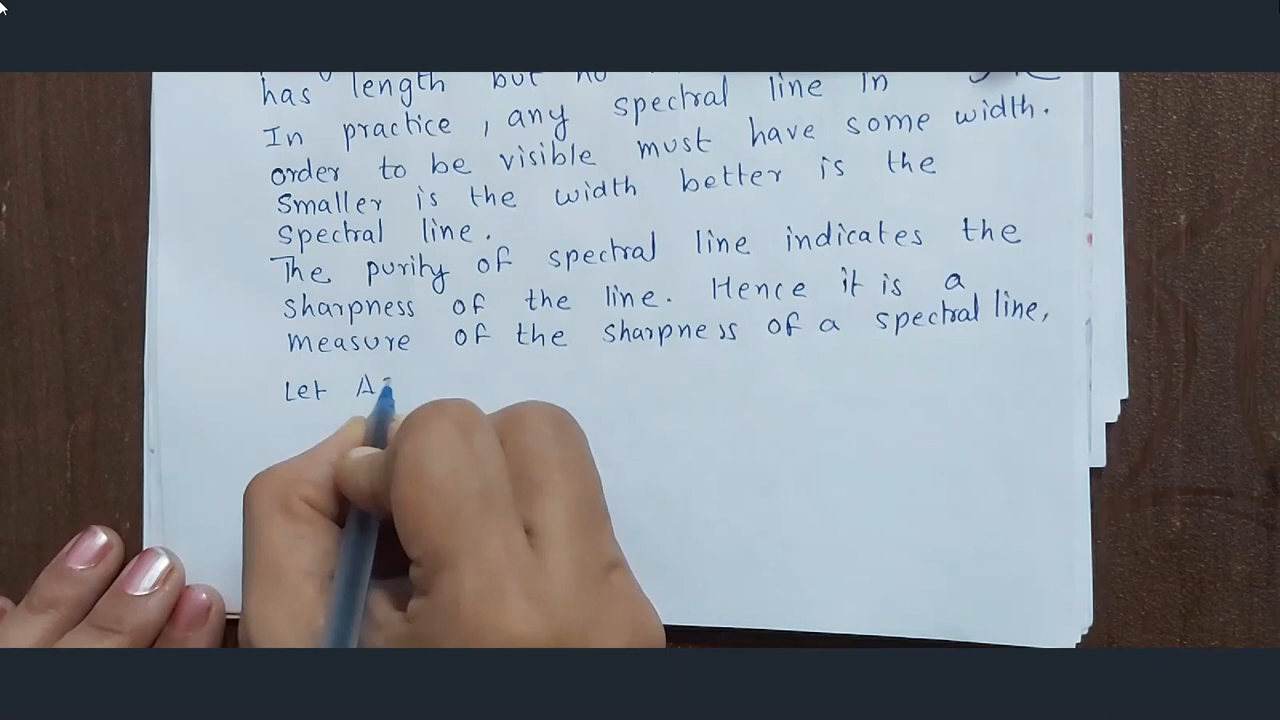 has length but no
In practice, any spectral line in
order to be visible must have some width.
Smaller is the width better is the
Spectral line.
The purity of spectral line indicates the
sharpness of the line. Hence it is a
measure of the sharpness of a spectral line,
Let A